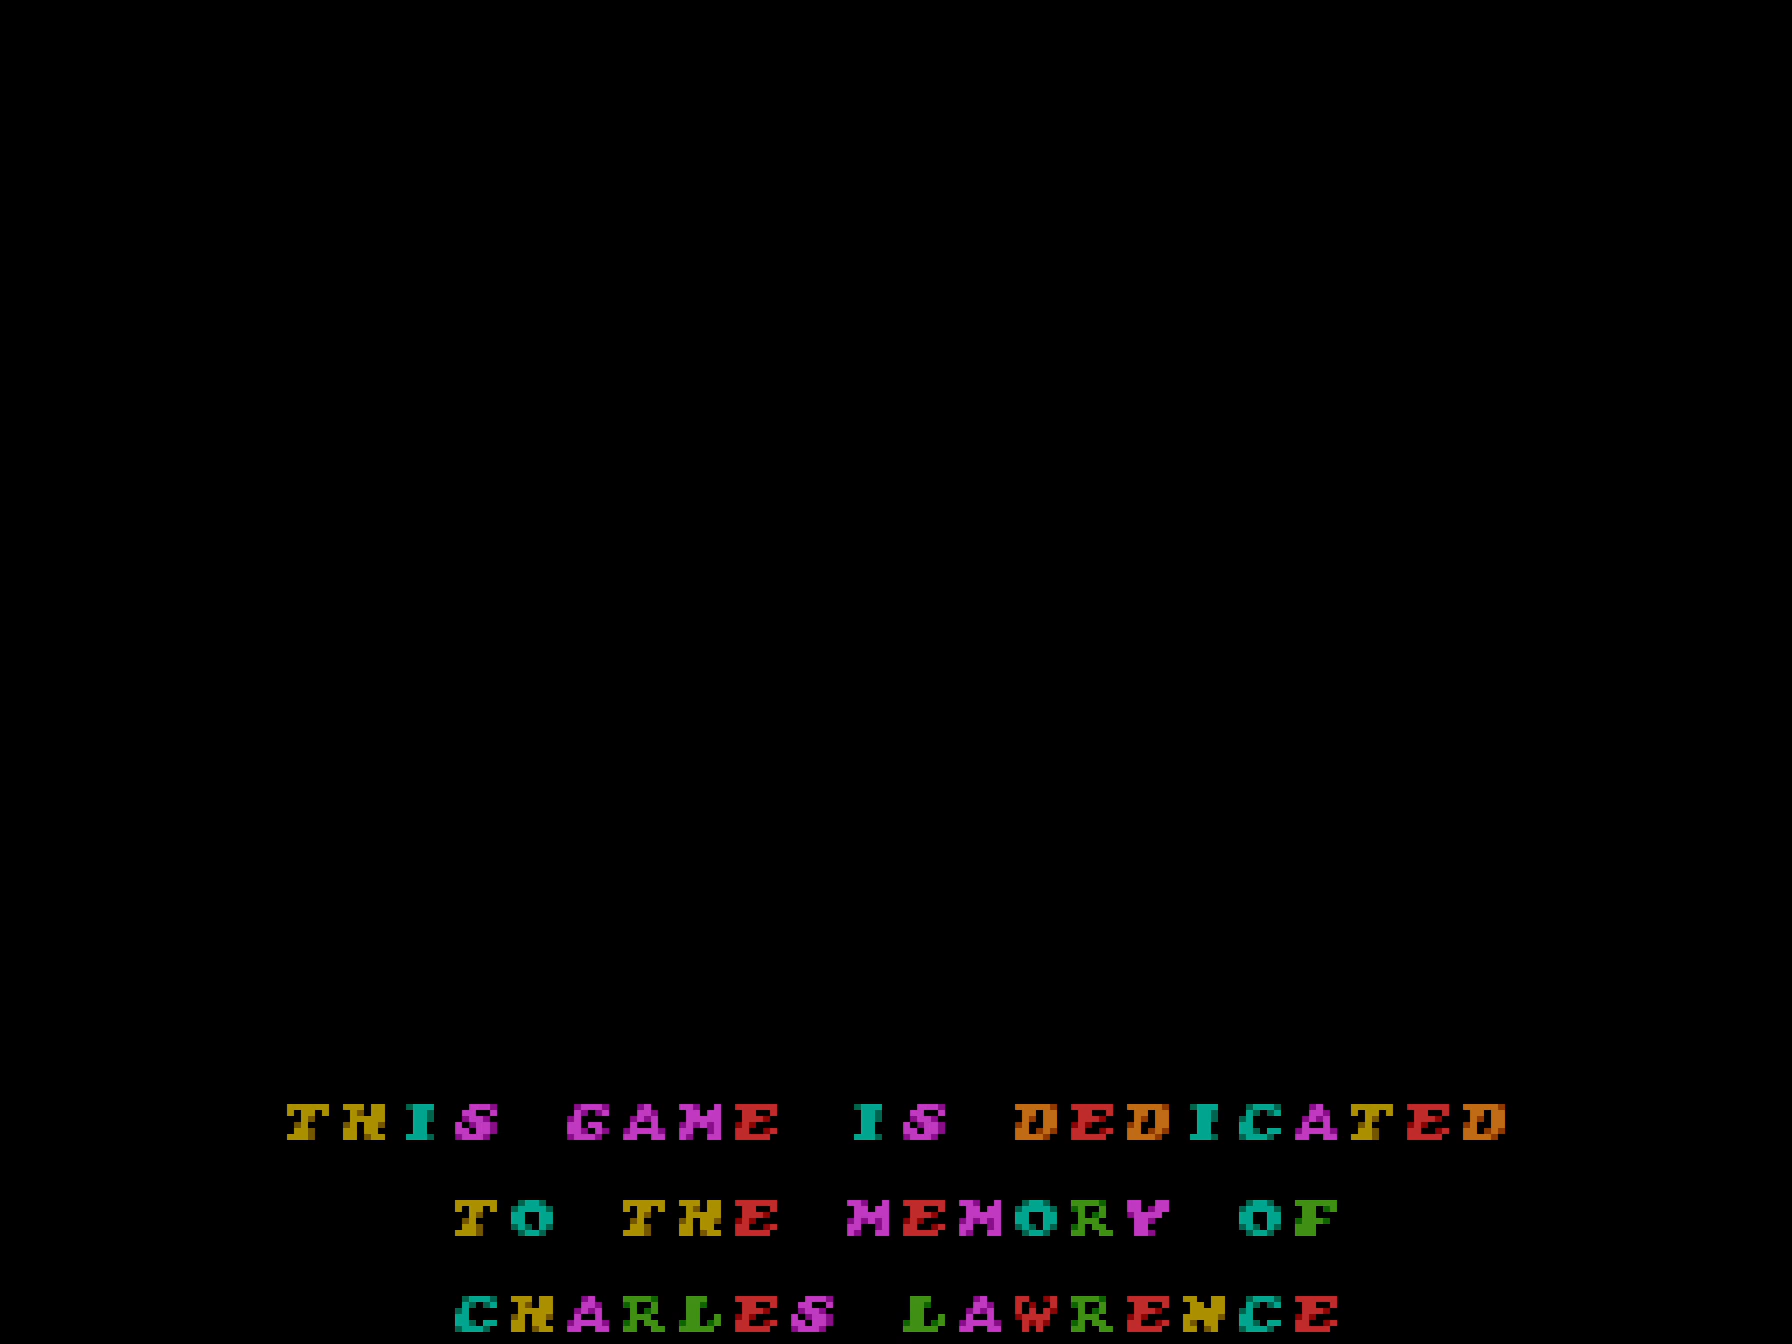 THIS GAME IS DEDICATED
TO THE MEMORY OF
CHARLES LAWRENCE